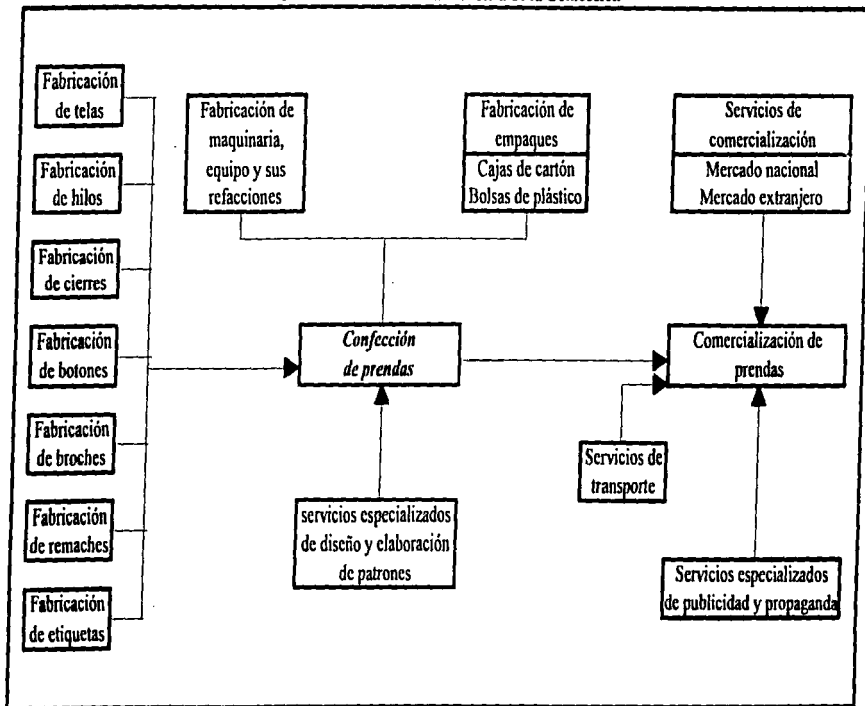 Fabricación
de telas
Fabricación
de hilos
Fabricación
de cierres
Fabricación
de botones
Fabricación
de broches
Fabricación
de remaches
Fabricación
de etiquetas
Fabricación de
maquinaria,
equipo y sus
refacciones
Fabricación de
empaques
Cajas de cartón
Bolsas de plástico
Servicios de
comercialización
Mercado nacional
Mercado extranjero
Confección
de prendas
Comercialización de
prendas
Servicios de
transporte
servicios especializados
de diseño y elaboración
de patrones
Servicios especializados
de publicidad y propaganda